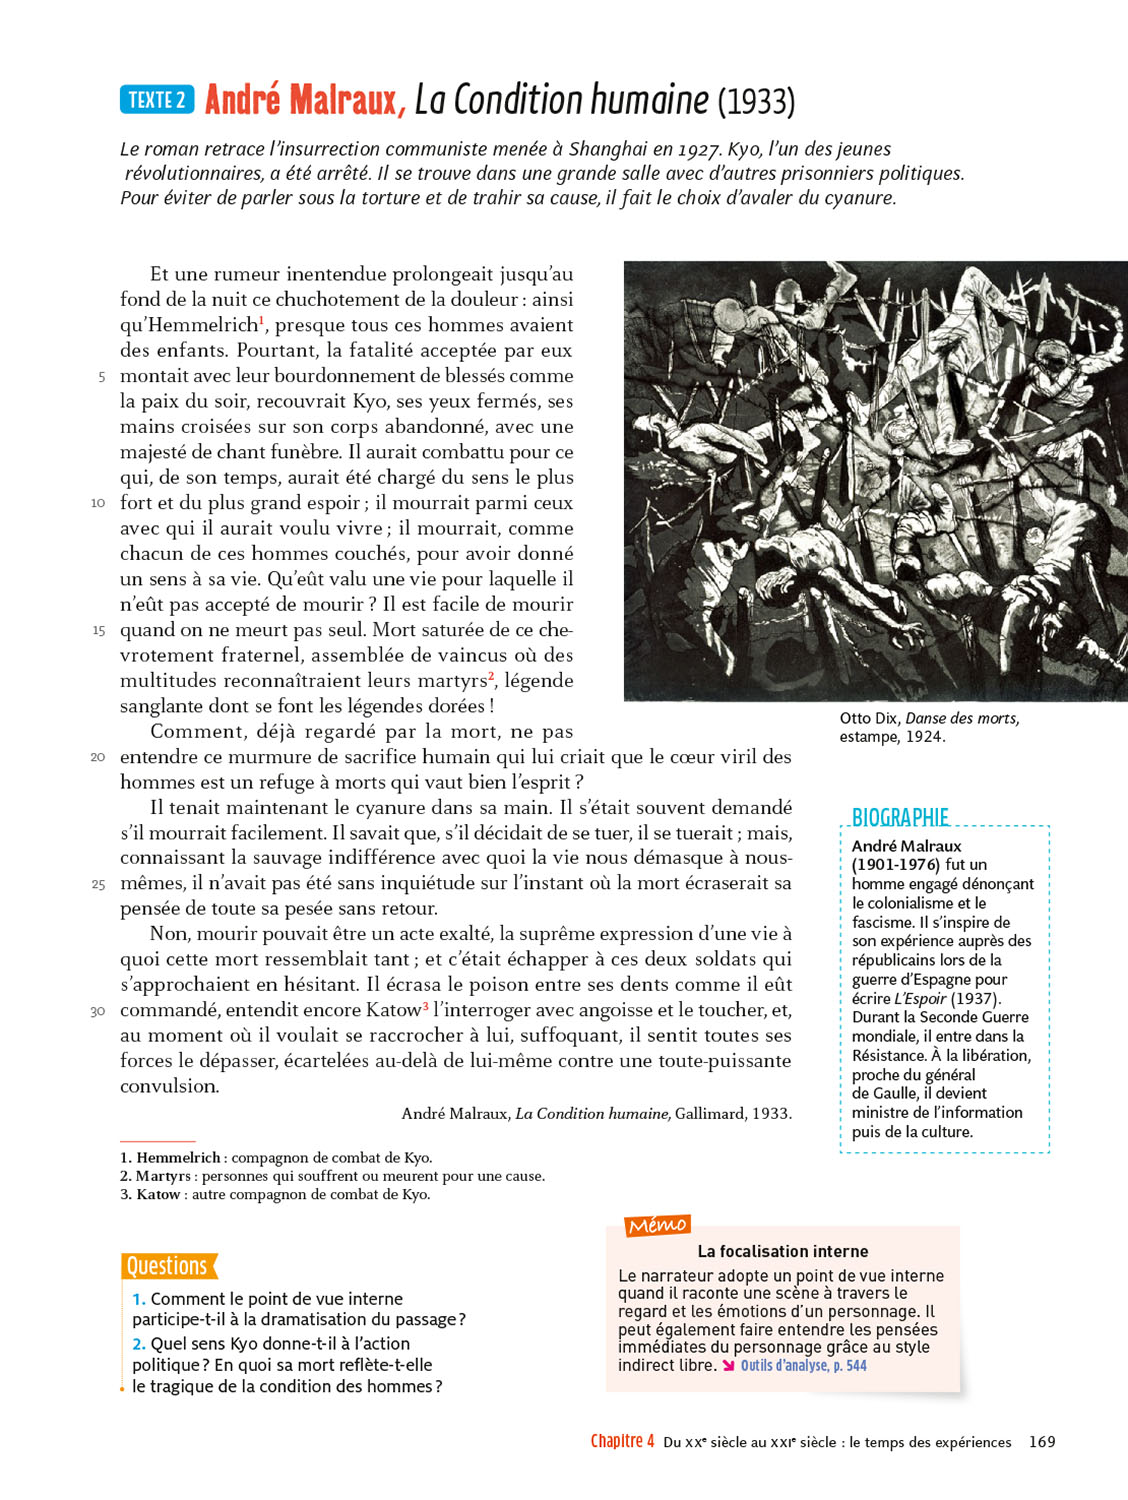 TEXTE 2 André Malraux, La Condition humaine (1933)
Le roman retrace l’insurrection communiste menée à Shanghai en 1927. Kyo, l’un des jeunes
révolutionnaires, a été arrêté. Il se trouve dans une grande salle avec d’autres prisonniers politiques.
Pour éviter de parler sous la torture et de trahir sa cause, il fait le choix d’avaler du cyanure.
Et une rumeur inentendue prolongeait jusqu’au
fond de la nuit ce chuchotement de la douleur : ainsi
qu’Hemmelrich1, presque tous ces hommes avaient
des enfants. Pourtant, la fatalité acceptée par eux
5 montait avec leur bourdonnement de blessés comme
la paix du soir, recouvrait Kyo, ses yeux fermés, ses
mains croisées sur son corps abandonné, avec une
majesté de chant funèbre. Il aurait combattu pour ce
qui, de son temps, aurait été chargé du sens le plus
10 fort et du plus grand espoir ; il mourrait parmi ceux
avec qui il aurait voulu vivre ; il mourrait, comme
chacun de ces hommes couchés, pour avoir donné
un sens à sa vie. Qu’eût valu une vie pour laquelle il
n’eût pas accepté de mourir ? Il est facile de mourir
15 quand on ne meurt pas seul. Mort saturée de ce che-
vrotement fraternel, assemblée de vaincus où des
multitudes reconnaîtraient leurs martyrs2, légende
sanglante dont se font les légendes dorées !
Comment, déjà regardé par la mort, ne pas
20 entendre ce murmure de sacrifice humain qui lui criait que le cœur viril des
hommes est un refuge à morts qui vaut bien l’esprit ?
Il tenait maintenant le cyanure dans sa main. Il s’était souvent demandé
s’il mourrait facilement. Il savait que, s’il décidait de se tuer, il se tuerait ; mais,
connaissant la sauvage indifférence avec quoi la vie nous démasque à nous-
25 mêmes, il n’avait pas été sans inquiétude sur l’instant où la mort écraserait sa
pensée de toute sa pesée sans retour.
Non, mourir pouvait être un acte exalté, la suprême expression d’une vie à
quoi cette mort ressemblait tant ; et c’était échapper à ces deux soldats qui
s’approchaient en hésitant. Il écrasa le poison entre ses dents comme il eût
30 commandé, entendit encore Katow3 l’interroger avec angoisse et le toucher, et,
au moment où il voulait se raccrocher à lui, suffoquant, il sentit toutes ses
forces le dépasser, écartelées au-delà de lui-même contre une toute-puissante
convulsion.
André Malraux, La Condition humaine, Gallimard, 1933.
1. Hemmelrich : compagnon de combat de Kyo.
2. Martyrs : personnes qui souffrent ou meurent pour une cause.
3. Katow : autre compagnon de combat de Kyo.
Otto Dix, Danse des morts,
estampe, 1924.
BIOGRAPHIE
André Malraux
(1901-1976) fut un
homme engagé dénonçant
le colonialisme et le
fascisme. Il s’inspire de
son expérience auprès des
républicains lors de la
guerre d’Espagne pour
écrire L’Espoir (1937).
Durant la Seconde Guerre
mondiale, il entre dans la
Résistance. À la libération,
proche du général
de Gaulle, il devient
ministre de l’information
puis de la culture.
Questions
1. Comment le point de vue interne
participe-t-il à la dramatisation du passage ?
2. Quel sens Kyo donne-t-il à l’action
politique ? En quoi sa mort reflète-t-elle
le tragique de la condition des hommes ?
Mémo
La focalisation interne
Le narrateur adopte un point de vue interne
quand il raconte une scène à travers le
regard et les émotions d’un personnage. Il
peut également faire entendre les pensées
immédiates du personnage grâce au style
indirect libre. ➘ Outils d’analyse, p. 544
Chapitre 4 Du XXe siècle au XXIe siècle : le temps des expériences 169